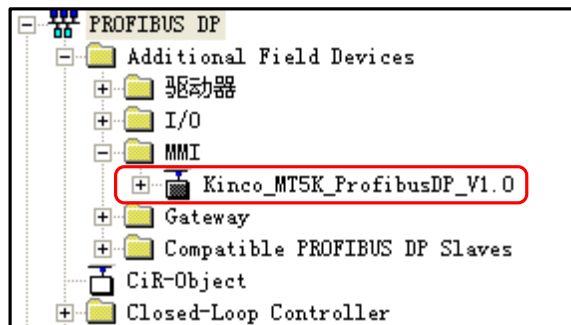 PROFIBUS DP
Additional Field Devices
驱动器
I/O
MMI
Kinco_MT5K_ProfibusDP_V1.0
Gateway
Compatible PROFIBUS DP Slaves
CiR-Object
Closed-Loop Controller